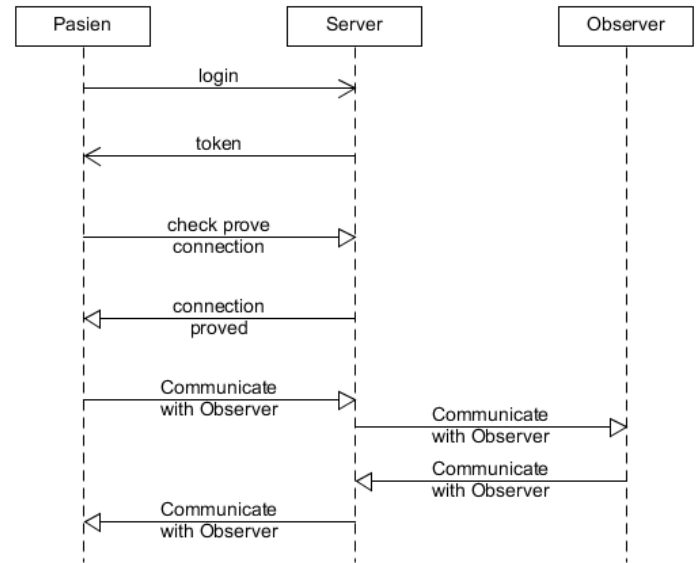 Pasien
Server
Observer
login
token
check prove
connection
connection
proved
Communicate
with Observer
Communicate
with Observer
Communicate
with Observer
Communicate
with Observer